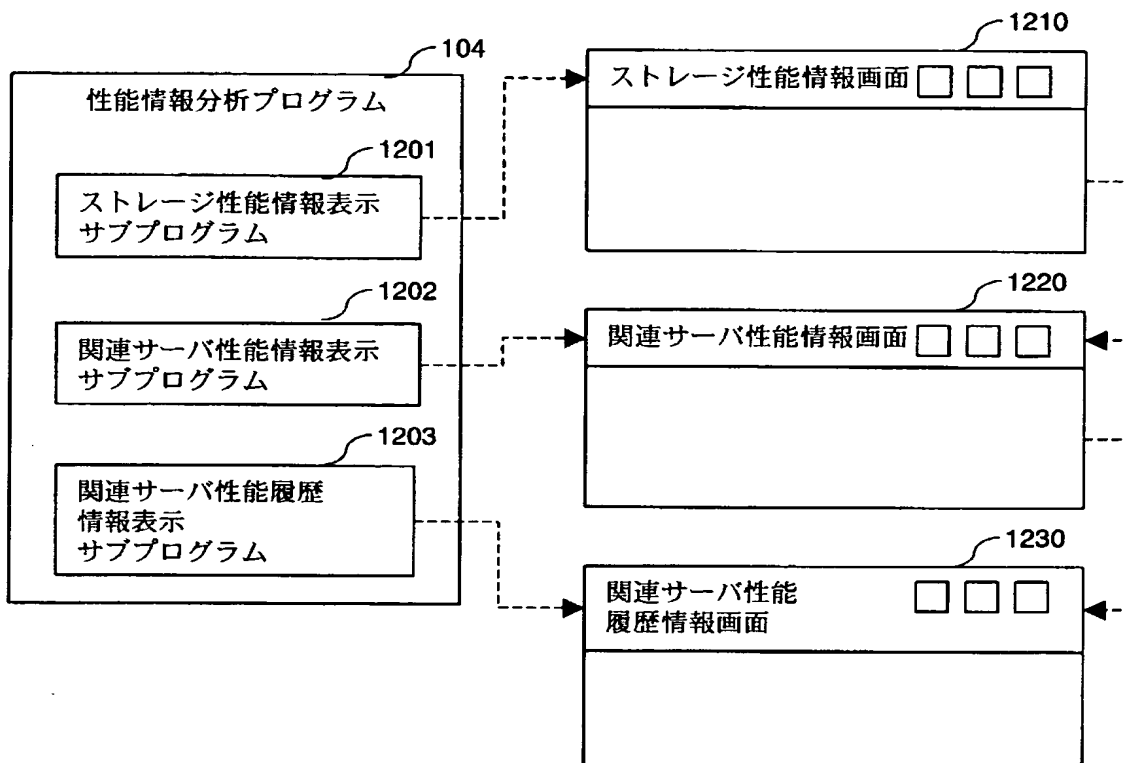 104
性能情報分析プログラム
1201
ストレージ性能情報表示
サブプログラム
1202
関連サーバ性能情報表示
サブプログラム
1203
関連サーバ性能履歴
情報表示
サブプログラム
1210
ストレージ性能情報画面
1220
関連サーバ性能情報画面
1230
関連サーバ性能
履歴情報画面